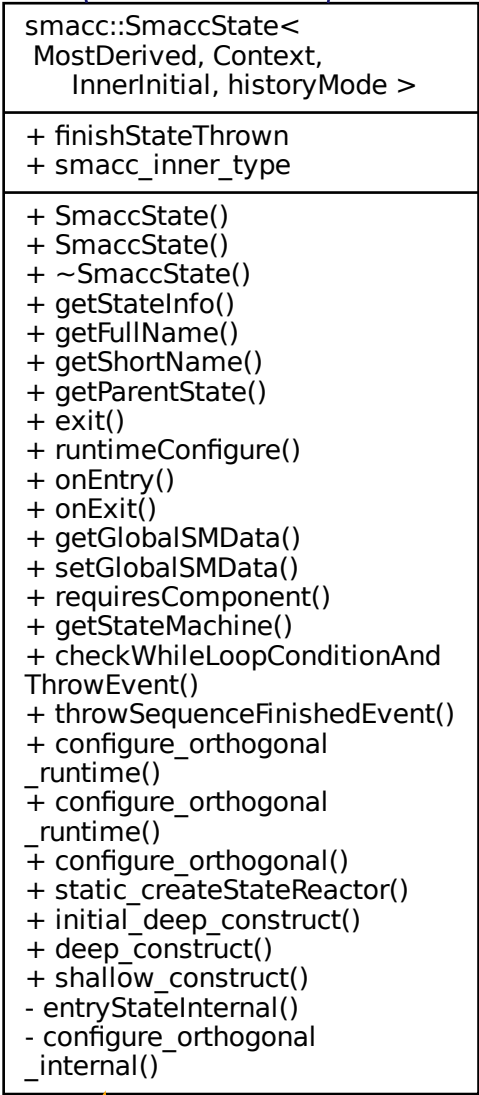 smacc::SmaccState<
MostDerived, Context,
InnerInitial, historyMode >
+ finishStateThrown
+ smacc_inner_type
+ SmaccState()
+ SmaccState()
+ ~SmaccState()
+ getStateInfo()
+ getFullName()
+ getShortName()
+ getParentState()
+ exit()
+ runtimeConfigure()
+ onEntry()
+ onExit()
+ getGlobalSMData()
+ setGlobalSMData()
+ requiresComponent()
+ getStateMachine()
+ checkWhileLoopConditionAnd
ThrowEvent()
+ throwSequenceFinishedEvent()
+ configure_orthogonal
_runtime()
+ configure_orthogonal
_runtime()
+ configure_orthogonal()
+ static_createStateReactor()
+ initial_deep_construct()
+ deep_construct()
+ shallow_construct()
- entryStateInternal()
- configure_orthogonal
_internal()